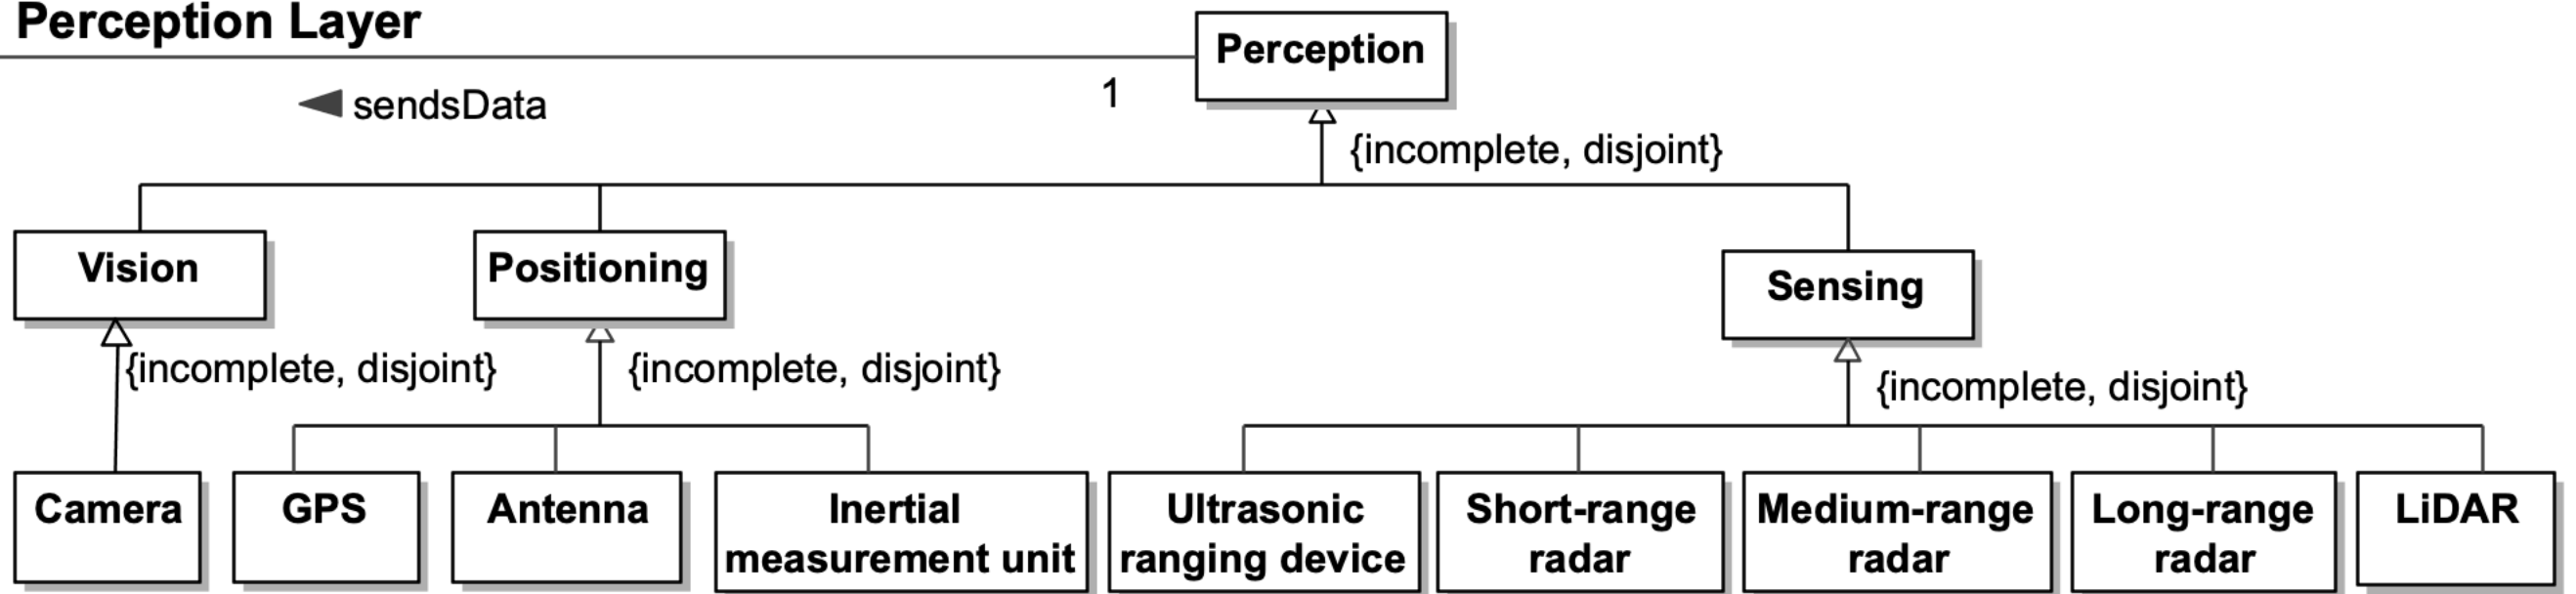 Perception Layer
Perception
1
sendsData
{incomplete, disjoint}
Vision
Positioning
Sensing
{incomplete, disjoint}
{incomplete, disjoint}
{incomplete, disjoint}
Camera
GPS
Antenna
Inertial
measurement unit
Ultrasonic
ranging device
Short-range
radar
Medium-range
radar
Long-range
radar
LiDAR